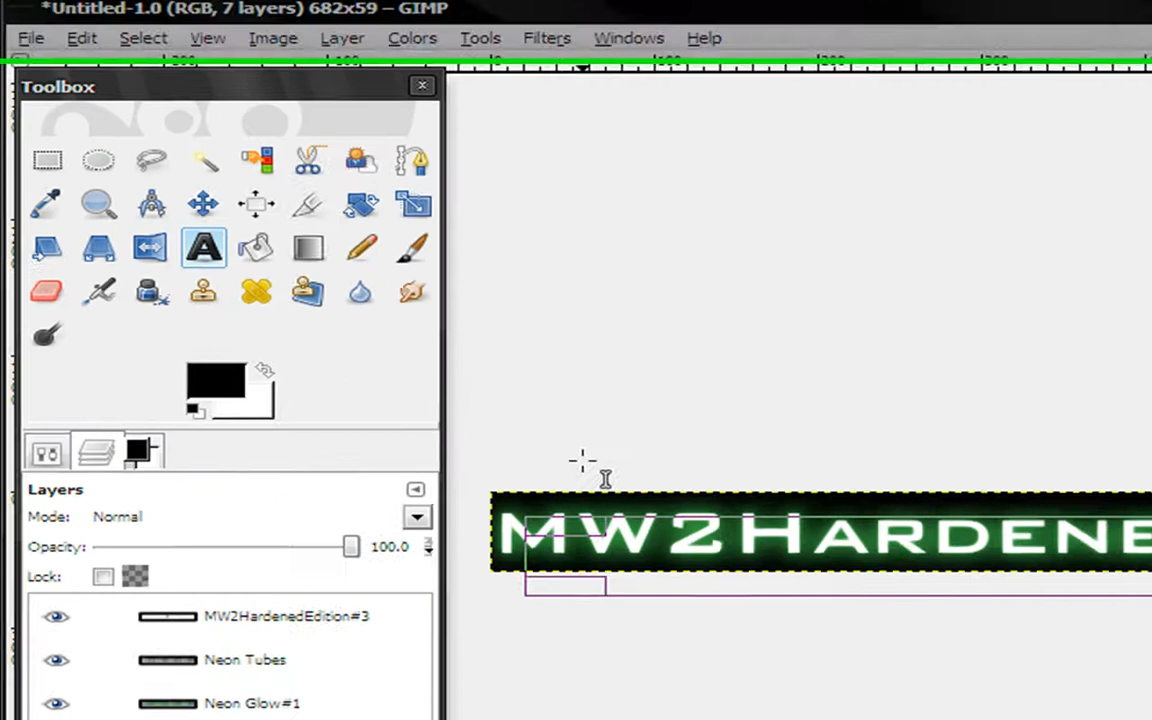 *Untitled-1.0 (RGB, 7 layers) 682x59 – GIMP
File Edit Select View Image Layer Colors Tools Filters Windows Help
Toolbox
Layers
Mode: Normal
Opacity: 100.0
Lock:
MW2HardenedEdition#3
Neon Tubes
Neon Glow#1
MW2HARDENE